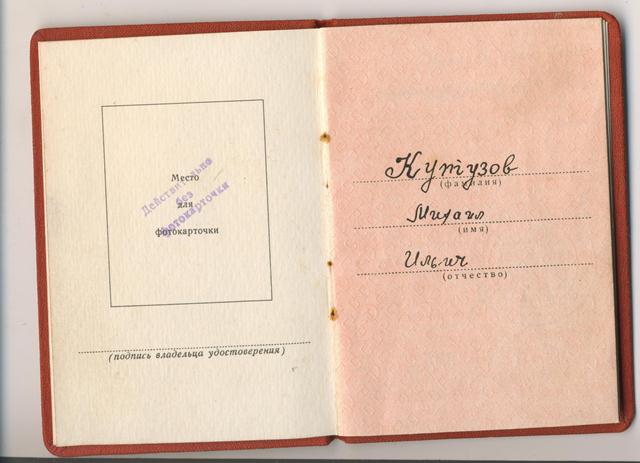 Место
для
фотокарточки
Действительно
без
фотокарточки
(подпись владельца удостоверения)
Кутузов
(фамилия)
Михаил
(имя)
Ильич
(отчество)